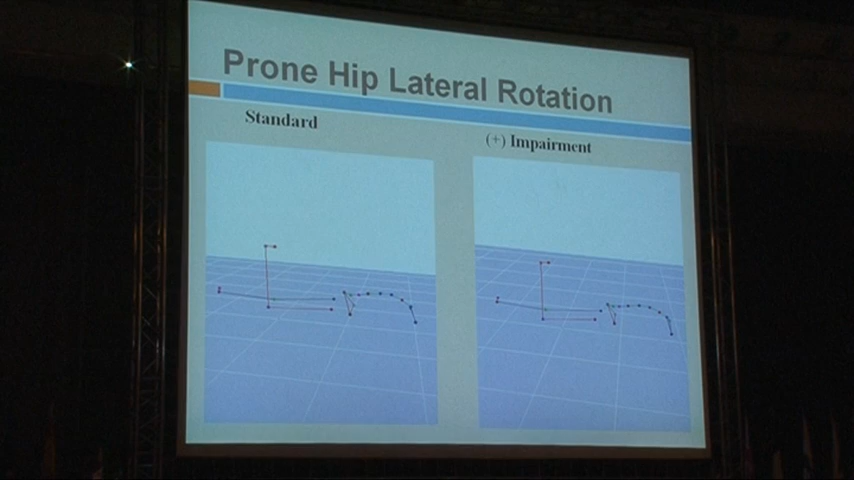 Prone Hip Lateral Rotation
Standard
(+) Impairment